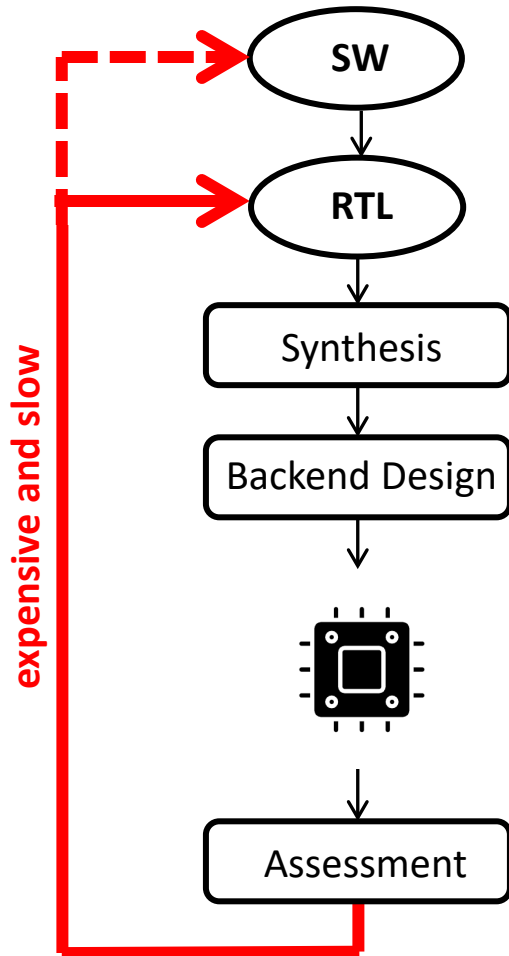 SW
RTL
Synthesis
Backend Design
expensive and slow
Assessment